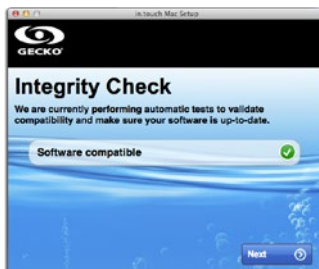 in.touch Mac Setup
GECKO
Integrity Check
We are currently performing automatic tests to validate
compatibility and make sure your software is up-to-date.
Software compatible
Next